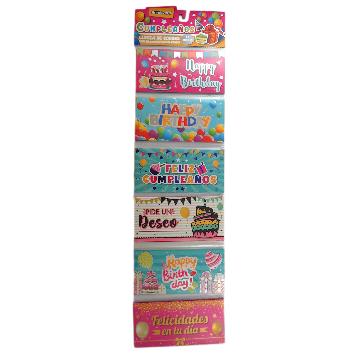 CUMPLEAÑOS
Happy
Birthday
HAPPY
BIRTHDAY
FELIZ
CUMPLEAÑOS
PIDE UN
Deseo
Happy
Birth
day!
Felicidades
en tu día